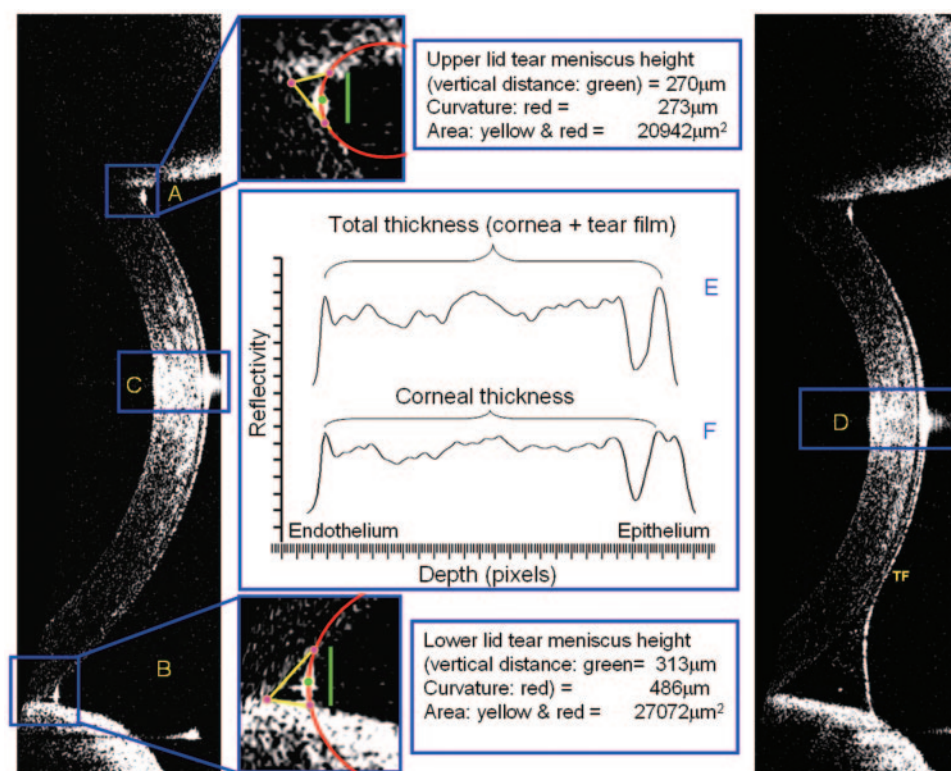 A
Upper lid tear meniscus height
(vertical distance: green) = 270μm
Curvature: red = 273μm
Area: yellow & red = 20942μm²
Total thickness (cornea + tear film)
E
Reflectivity
C
Corneal thickness
F
D
Endothelium
Epithelium
Depth (pixels)
TF
B
Lower lid tear meniscus height
(vertical distance: green= 313μm
Curvature: red) = 486μm
Area: yellow & red = 27072μm²